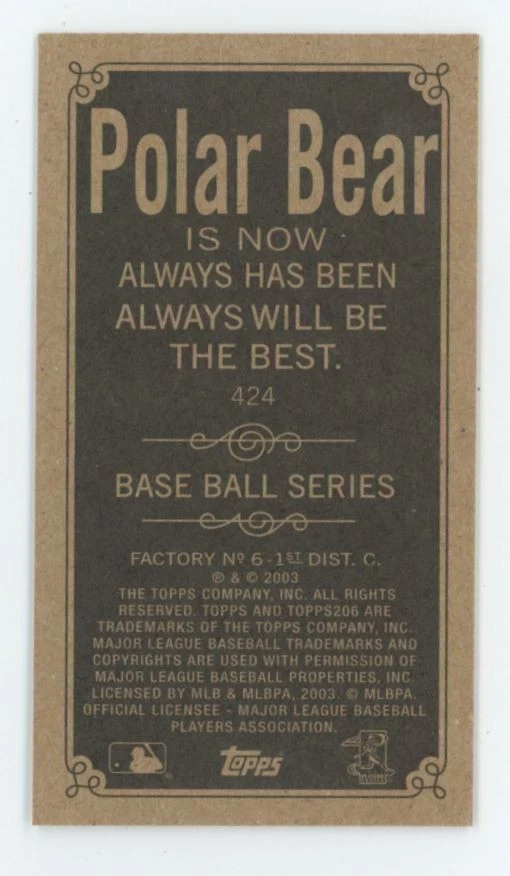 Polar Bear
IS NOW
ALWAYS HAS BEEN
ALWAYS WILL BE
THE BEST.
424
BASE BALL SERIES
FACTORY Nº 6-1ST DIST. C.
® & © 2003
THE TOPPS COMPANY, INC. ALL RIGHTS
RESERVED. TOPPS AND TOPPS206 ARE
TRADEMARKS OF THE TOPPS COMPANY, INC.
MAJOR LEAGUE BASEBALL TRADEMARKS AND
COPYRIGHTS ARE USED WITH PERMISSION OF
MAJOR LEAGUE BASEBALL PROPERTIES, INC.
LICENSED BY MLB & MLBPA, 2003. © MLBPA.
OFFICIAL LICENSEE - MAJOR LEAGUE BASEBALL
PLAYERS ASSOCIATION.
Topps